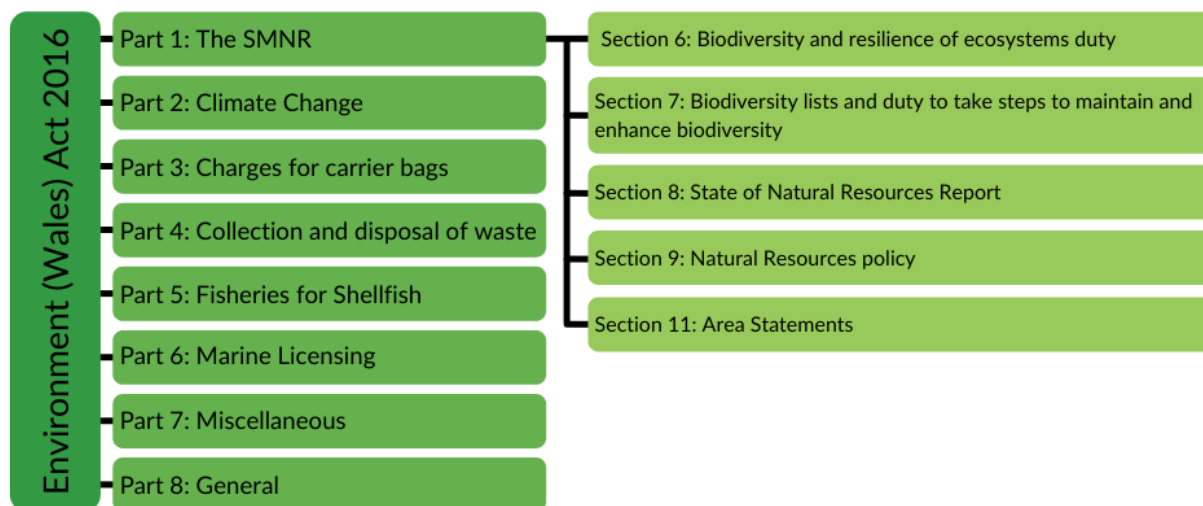 Environment (Wales) Act 2016
Part 1: The SMNR
Part 2: Climate Change
Part 3: Charges for carrier bags
Part 4: Collection and disposal of waste
Part 5: Fisheries for Shellfish
Part 6: Marine Licensing
Part 7: Miscellaneous
Part 8: General
Section 6: Biodiversity and resilience of ecosystems duty
Section 7: Biodiversity lists and duty to take steps to maintain and
enhance biodiversity
Section 8: State of Natural Resources Report
Section 9: Natural Resources policy
Section 11: Area Statements